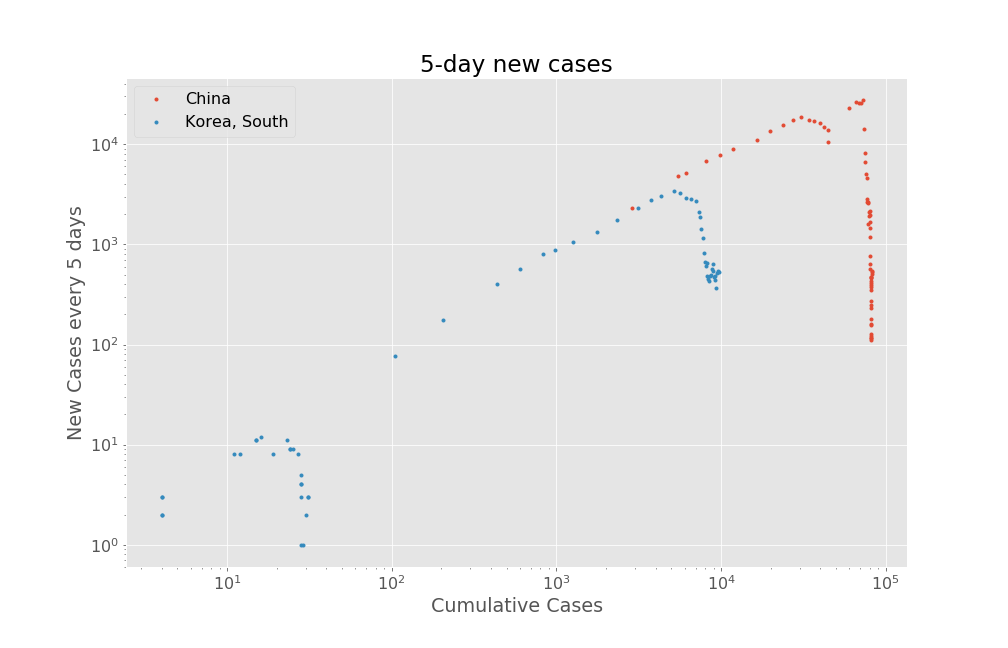 5-day new cases
China
Korea, South
New Cases every 5 days
10⁴
10³
10²
10¹
10⁰
10¹
10²
10³
10⁴
10⁵
Cumulative Cases